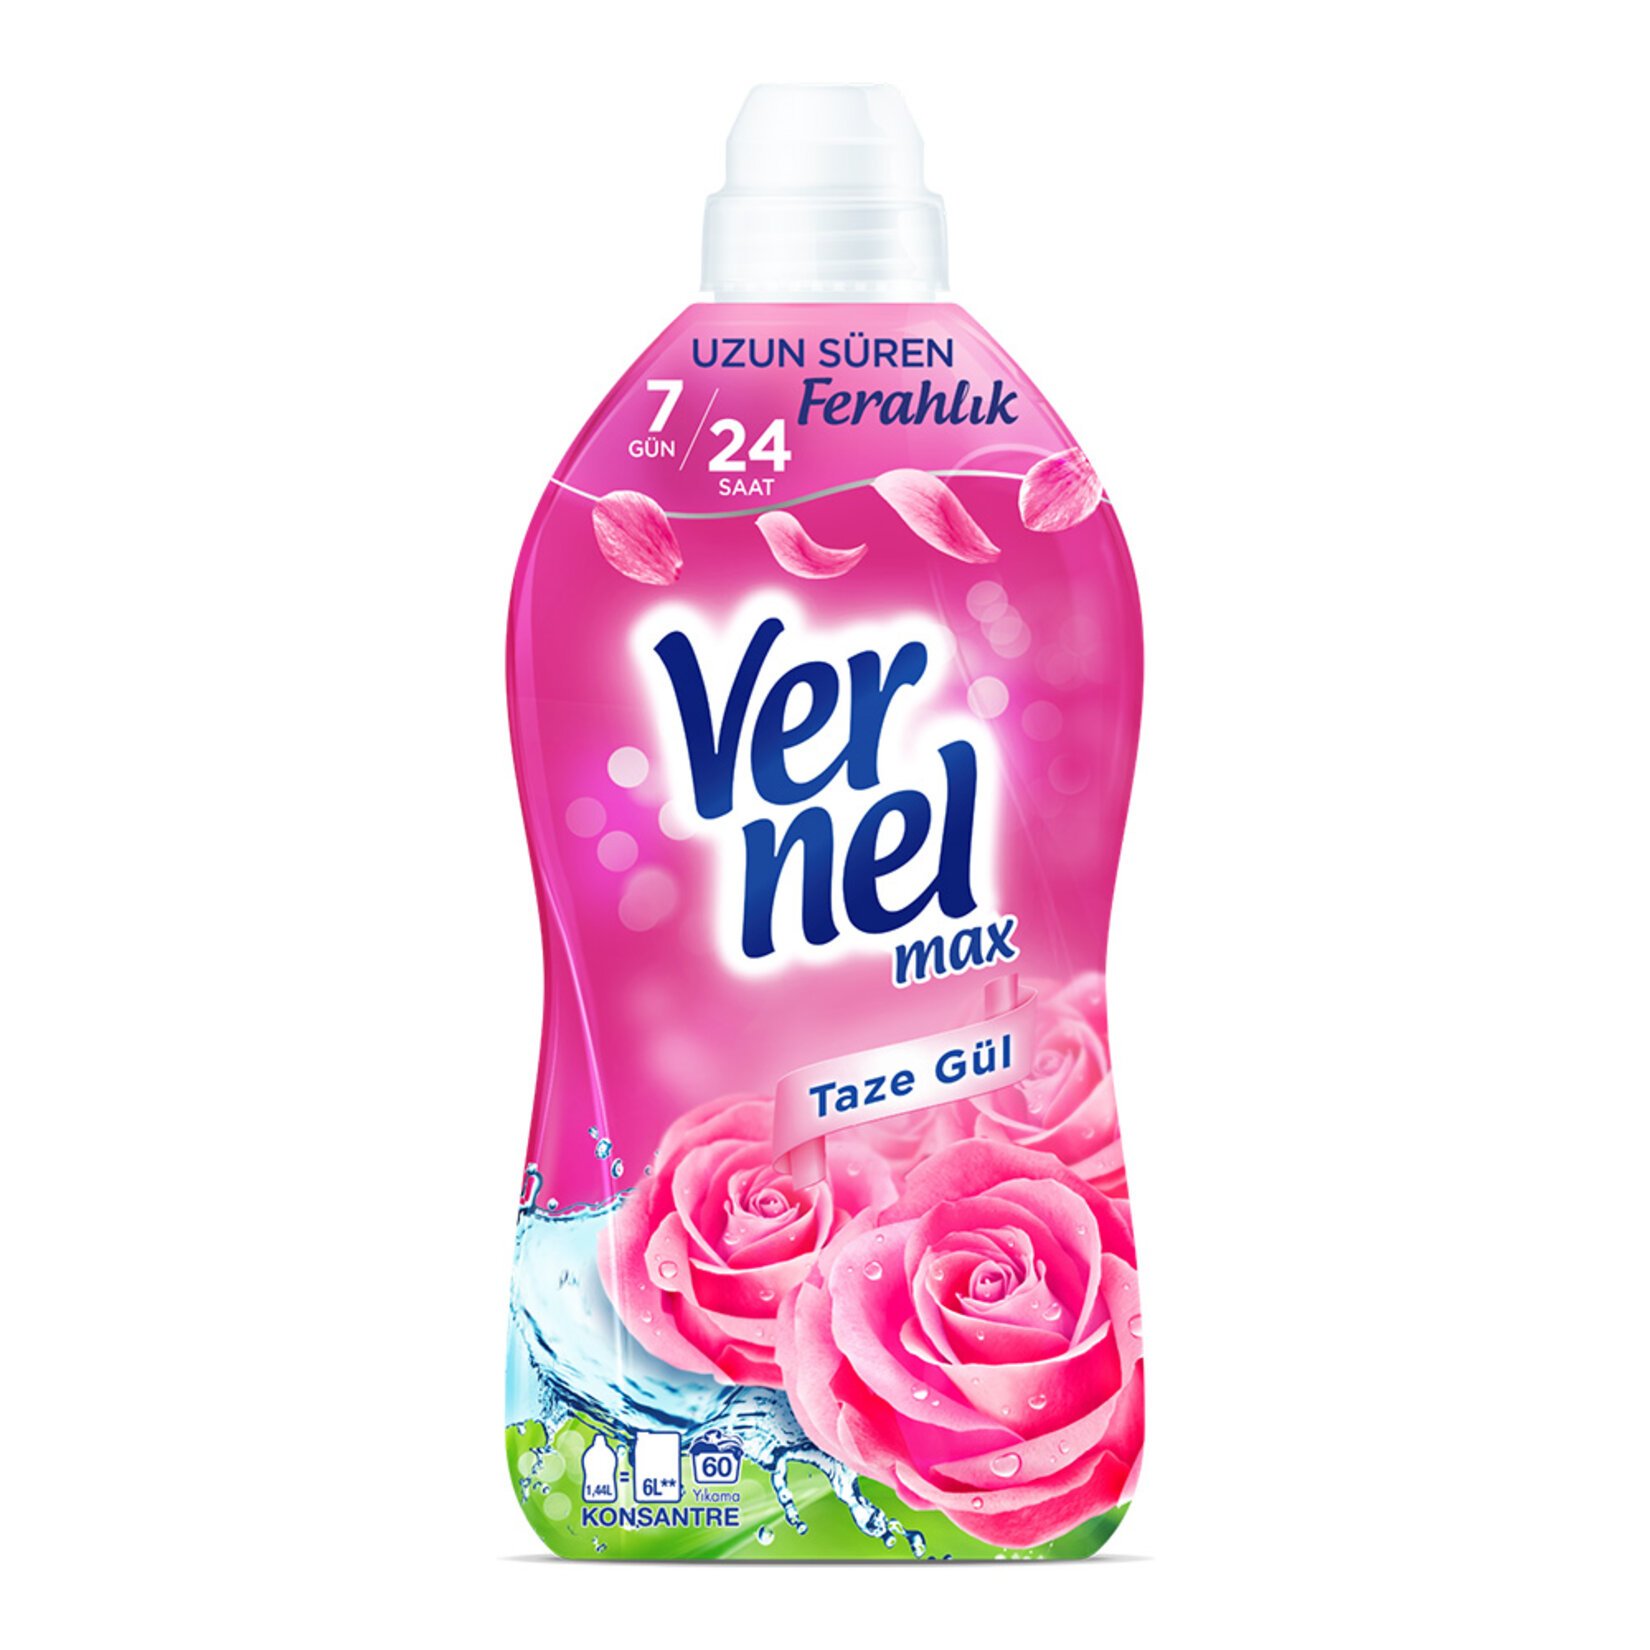 UZUN SÜREN
Ferahlık
7
GÜN
24
SAAT
Ver
nel
max
Taze Gül
1,44L = 6L** 60
Yıkama
KONSANTRE